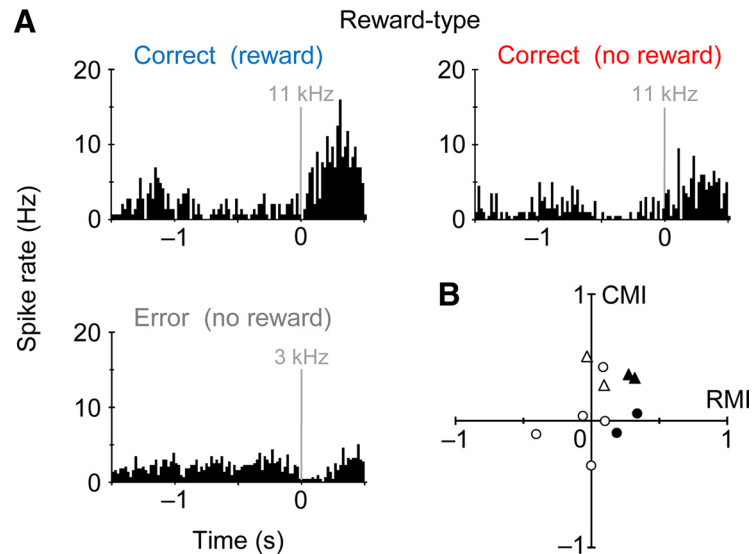 A
Reward-type
Correct (reward)
Correct (no reward)
20
10
0
11 kHz
–1
0
20
10
0
11 kHz
–1
0
Spike rate (Hz)
Error (no reward)
20
10
0
3 kHz
–1
0
Time (s)
B
1
CMI
RMI
–1
0
1
–1